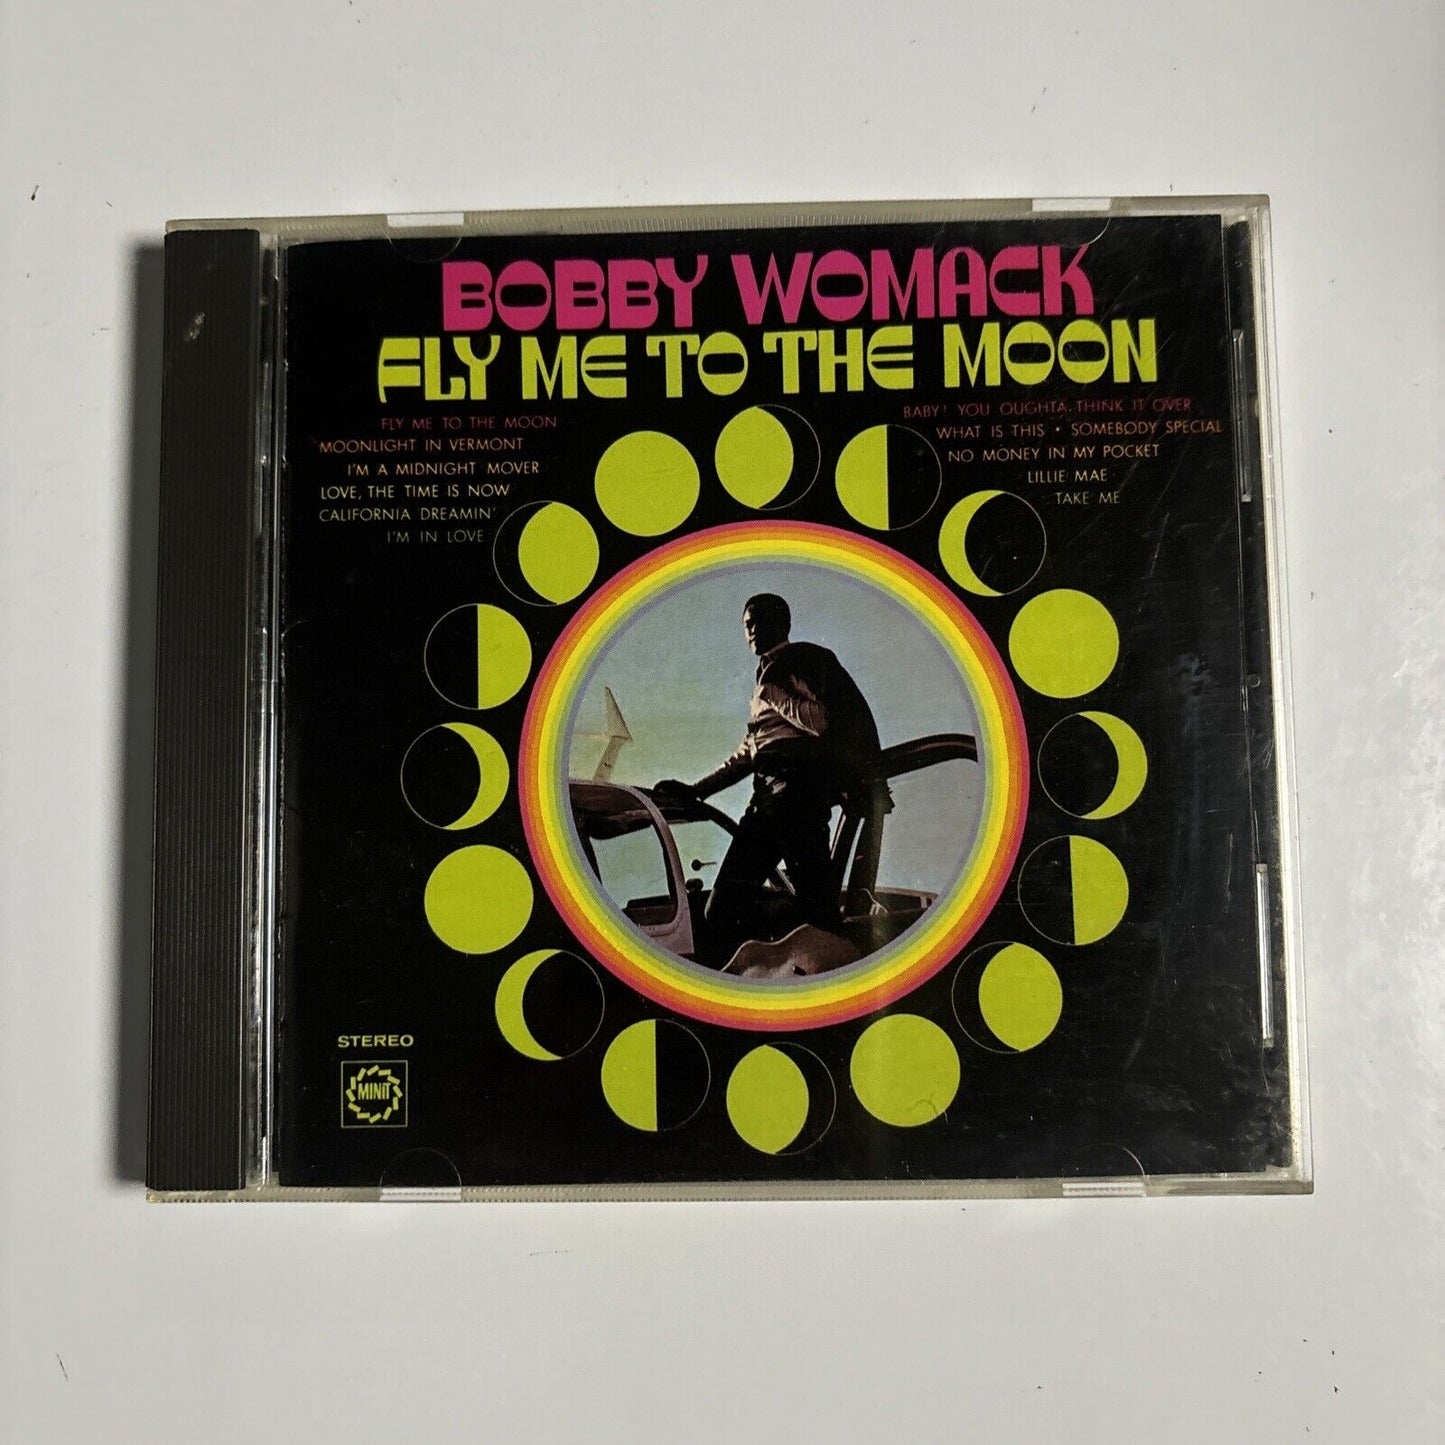 BOBBY WOMACK
FLY ME TO THE MOON
FLY ME TO THE MOON
MOONLIGHT IN VERMONT
I'M A MIDNIGHT MOVER
LOVE, THE TIME IS NOW
CALIFORNIA DREAMIN'
I'M IN LOVE
BABY! YOU OUGHTA THINK IT OVER
WHAT IS THIS • SOMEBODY SPECIAL
NO MONEY IN MY POCKET
LILLIE MAE
TAKE ME
STEREO
MINIT